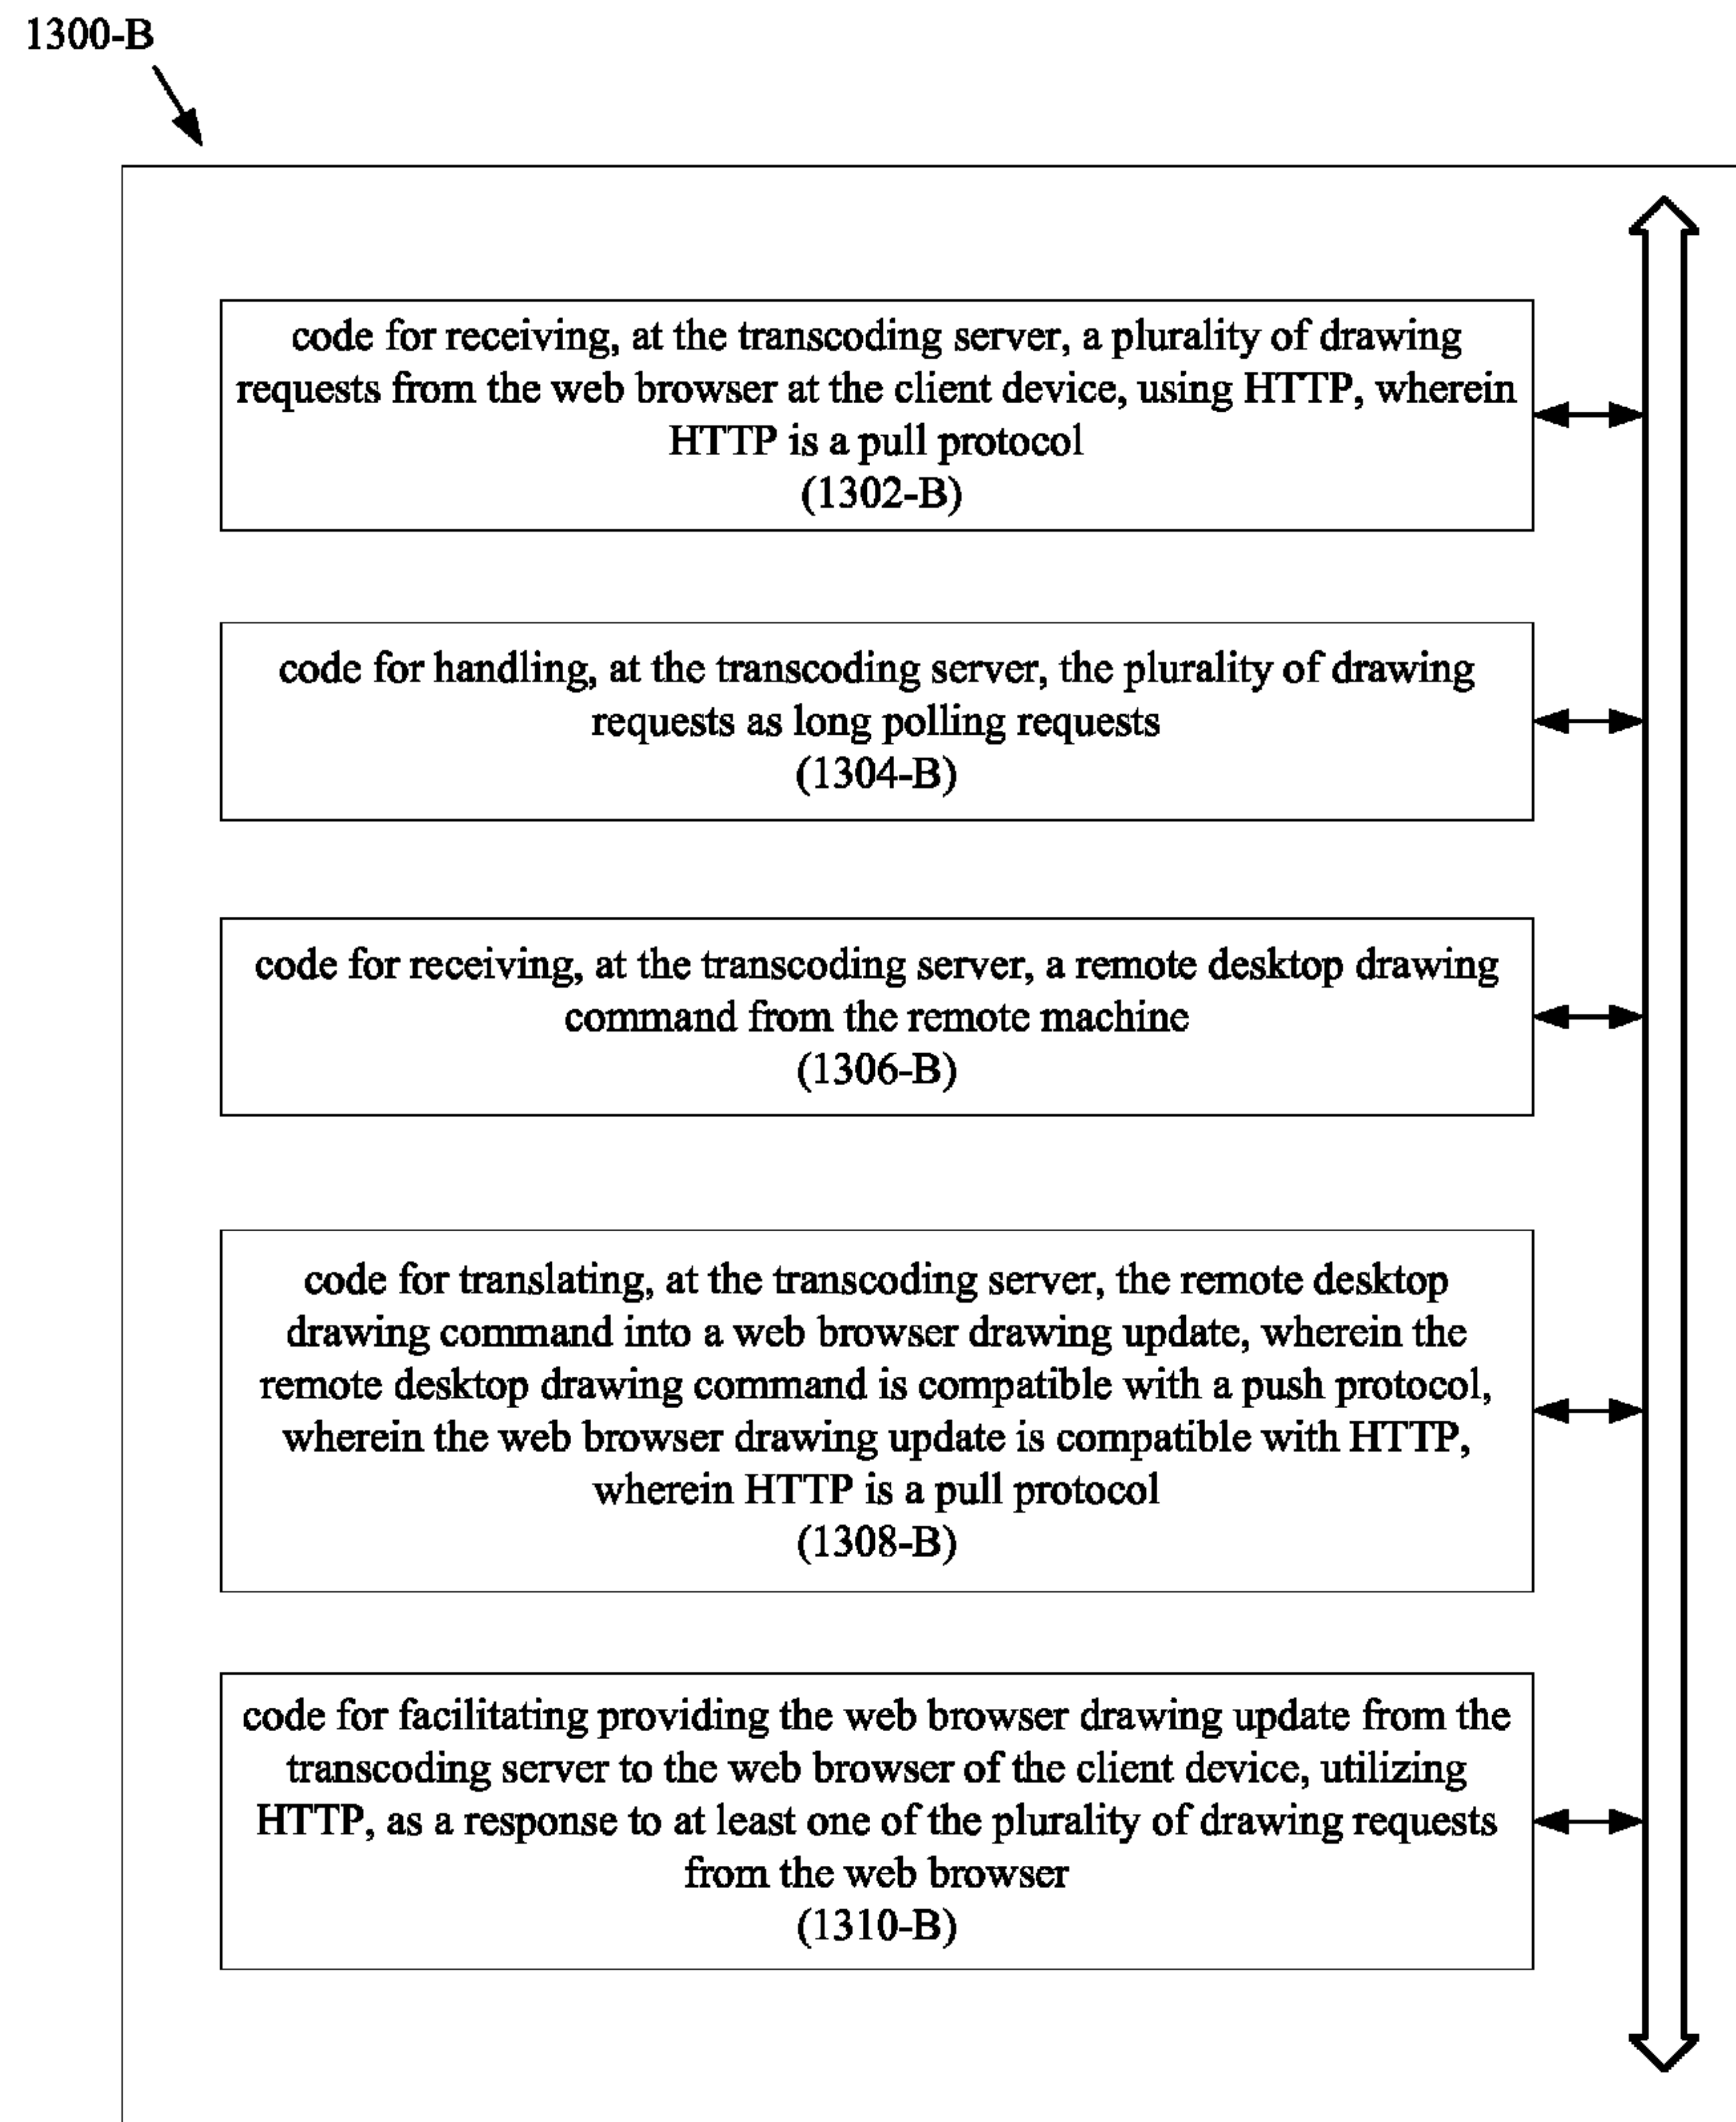 1300-B
code for receiving, at the transcoding server, a plurality of drawing
requests from the web browser at the client device, using HTTP, wherein
HTTP is a pull protocol
(1302-B)
code for handling, at the transcoding server, the plurality of drawing
requests as long polling requests
(1304-B)
code for receiving, at the transcoding server, a remote desktop drawing
command from the remote machine
(1306-B)
code for translating, at the transcoding server, the remote desktop
drawing command into a web browser drawing update, wherein the
remote desktop drawing command is compatible with a push protocol,
wherein the web browser drawing update is compatible with HTTP,
wherein HTTP is a pull protocol
(1308-B)
code for facilitating providing the web browser drawing update from the
transcoding server to the web browser of the client device, utilizing
HTTP, as a response to at least one of the plurality of drawing requests
from the web browser
(1310-B)